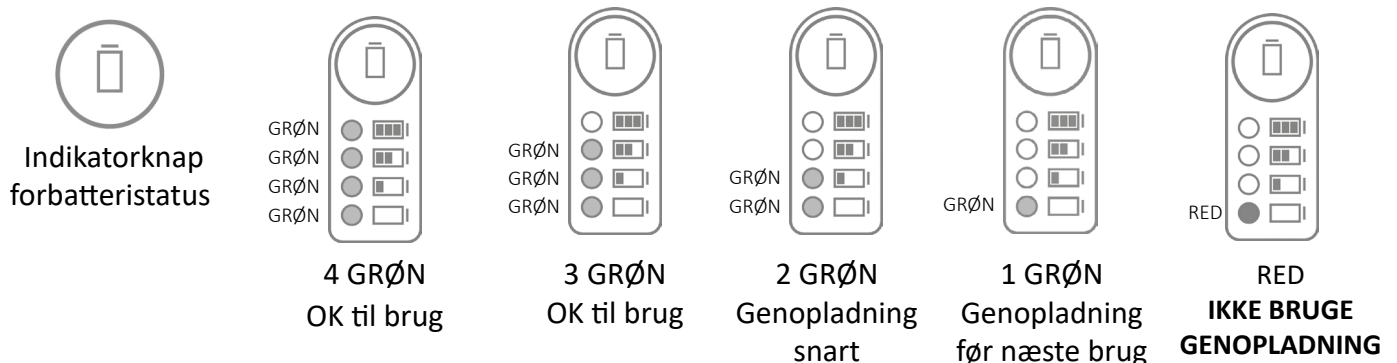 Indikatorknap
forbatteristatus
GRØN
GRØN
GRØN
GRØN
4 GRØN
OK til brug
GRØN
GRØN
GRØN
3 GRØN
OK til brug
GRØN
GRØN
2 GRØN
Genopladning
snart
GRØN
1 GRØN
Genopladning
før næste brug
RED
RED
IKKE BRUGE
GENOPLADNING